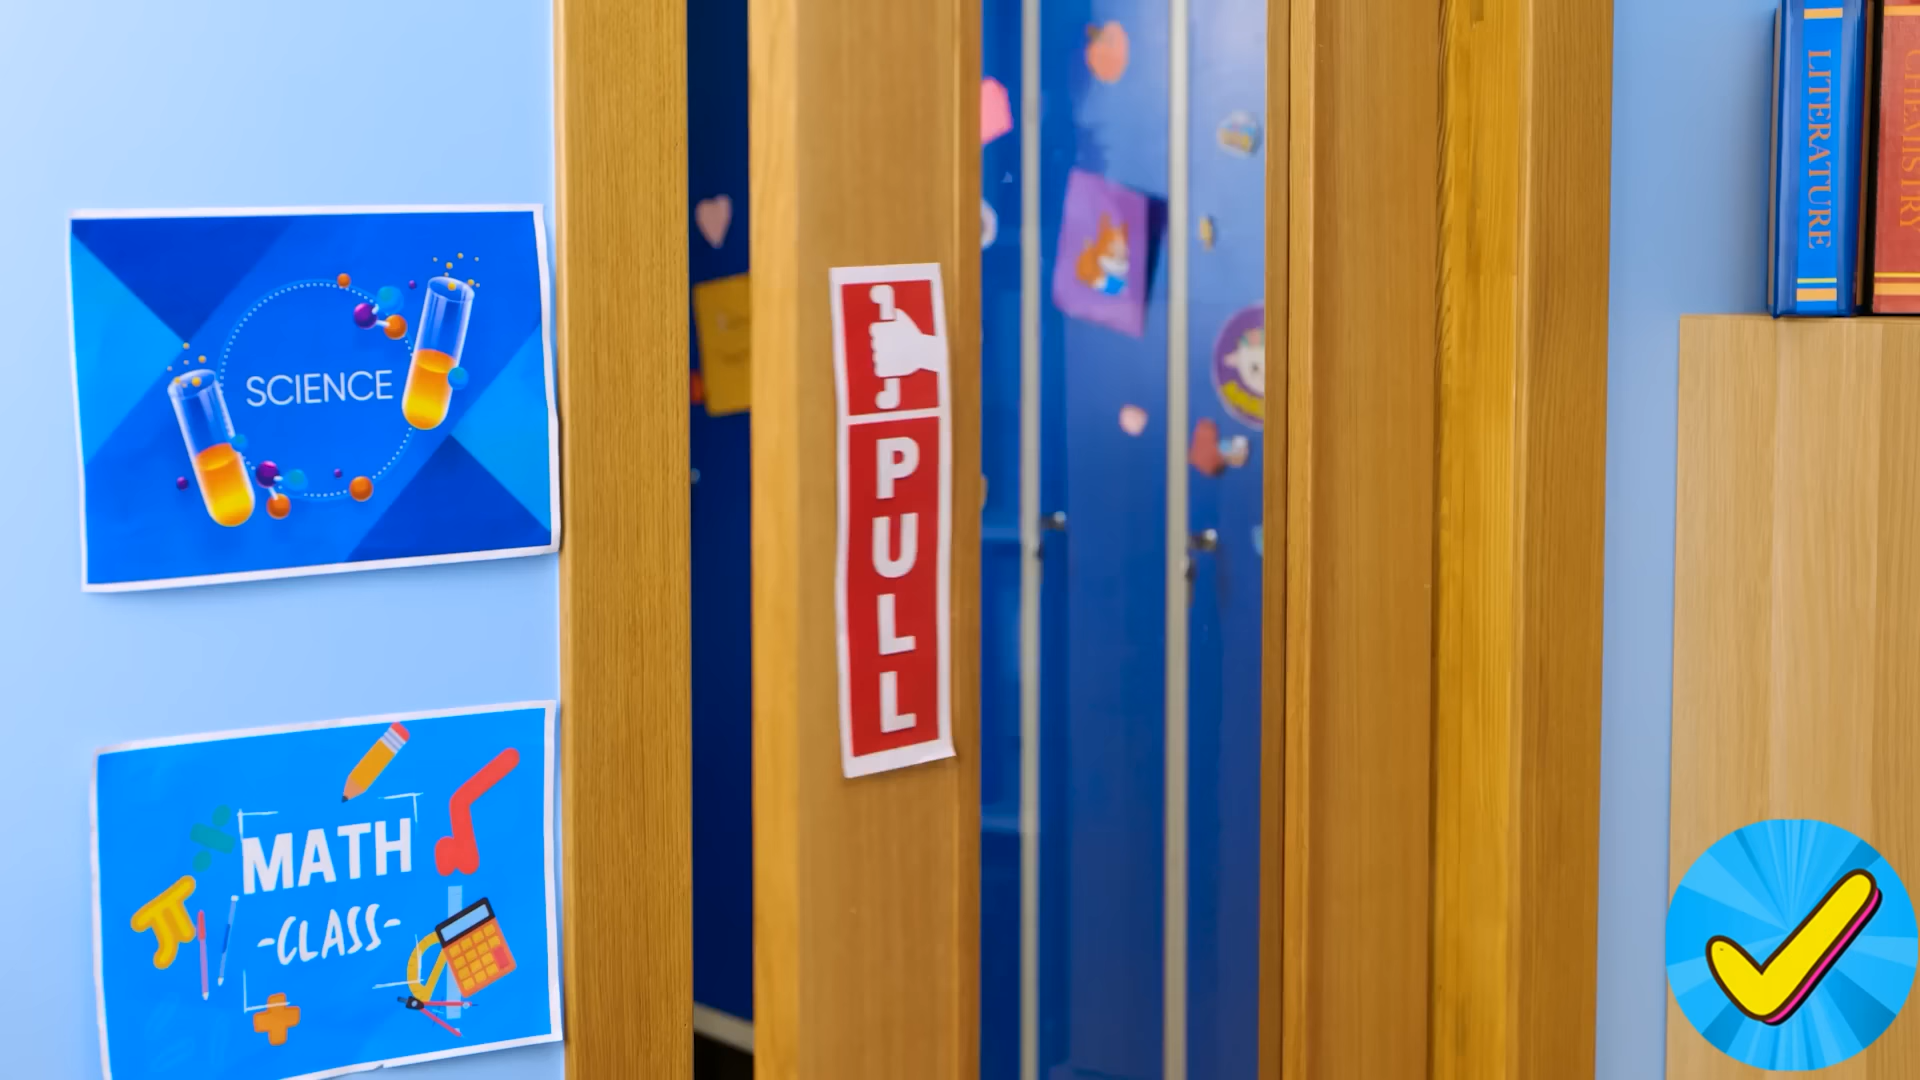 SCIENCE
MATH
-CLASS-
PULL
LITERATURE
CHEMISTRY